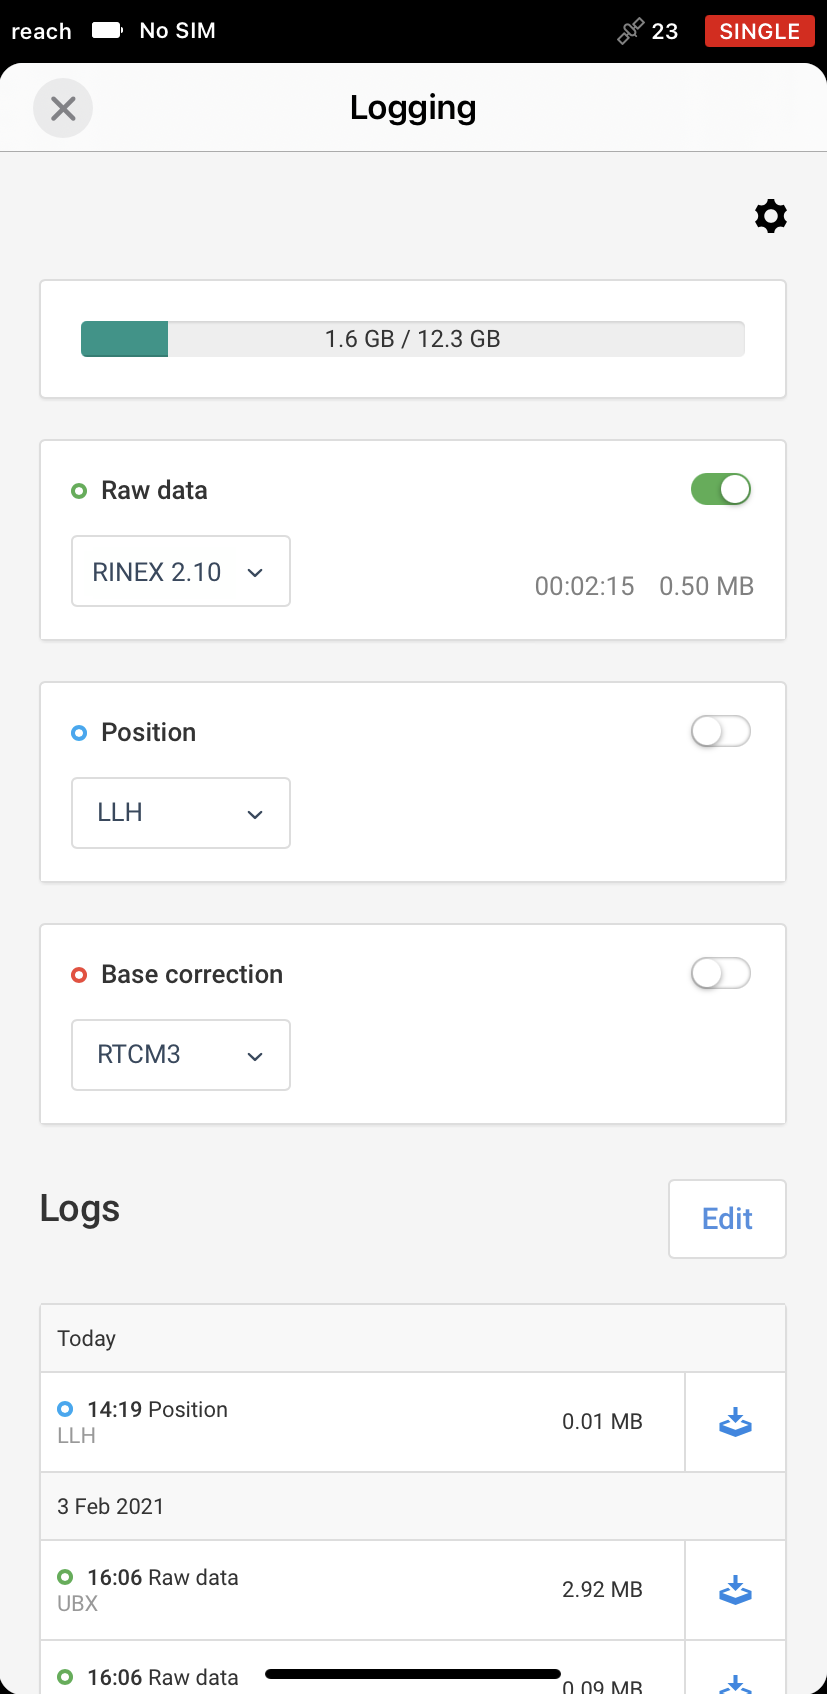 reach No SIM 23 SINGLE
Logging
1.6 GB / 12.3 GB
Raw data
RINEX 2.10
00:02:15 0.50 MB
Position
LLH
Base correction
RTCM3
Logs
Edit
Today
14:19 Position
LLH
0.01 MB
3 Feb 2021
16:06 Raw data
UBX
2.92 MB
16:06 Raw data
0.09 MB